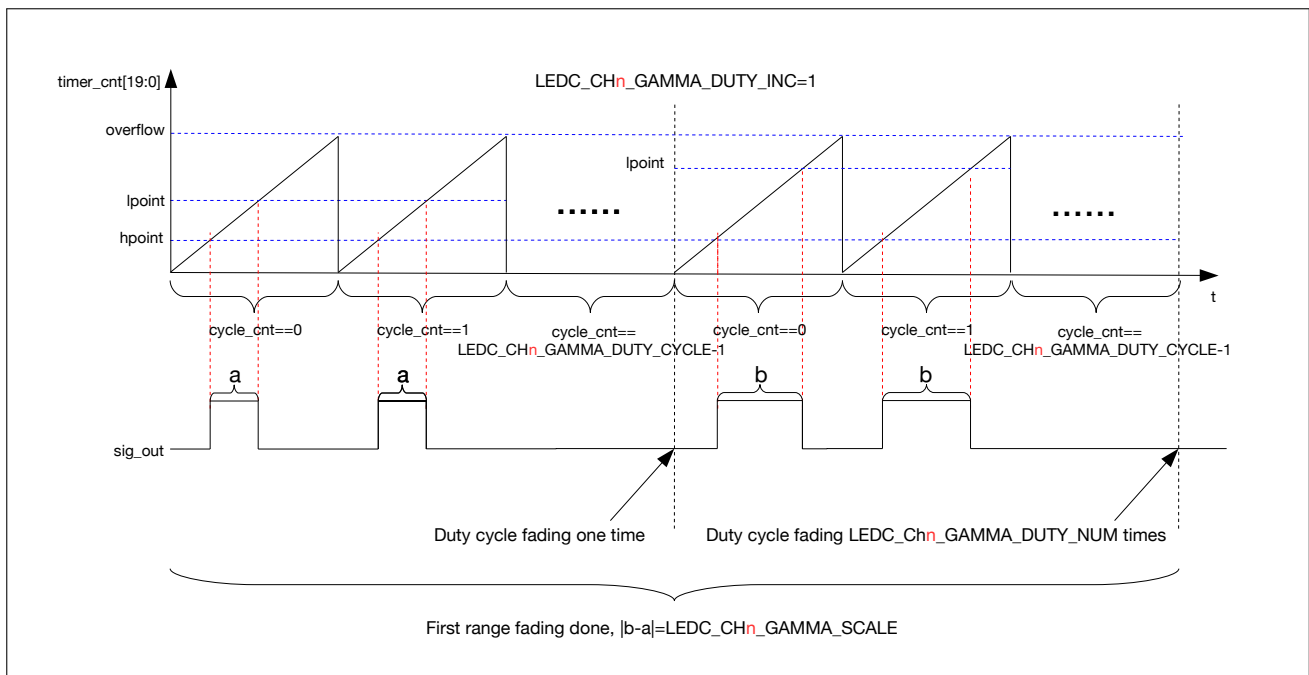 timer_cnt[19:0]
LEDC_CHn_GAMMA_DUTY_INC=1
overflow
lpoint
lpoint
hpoint
......
......
t
cycle_cnt==0
cycle_cnt==1
cycle_cnt==
LEDC_CHn_GAMMA_DUTY_CYCLE-1
cycle_cnt==0
cycle_cnt==1
cycle_cnt==
LEDC_CHn_GAMMA_DUTY_CYCLE-1
a
a
b
b
sig_out
Duty cycle fading one time
Duty cycle fading LEDC_Chn_GAMMA_DUTY_NUM times
First range fading done, |b-a|=LEDC_CHn_GAMMA_SCALE